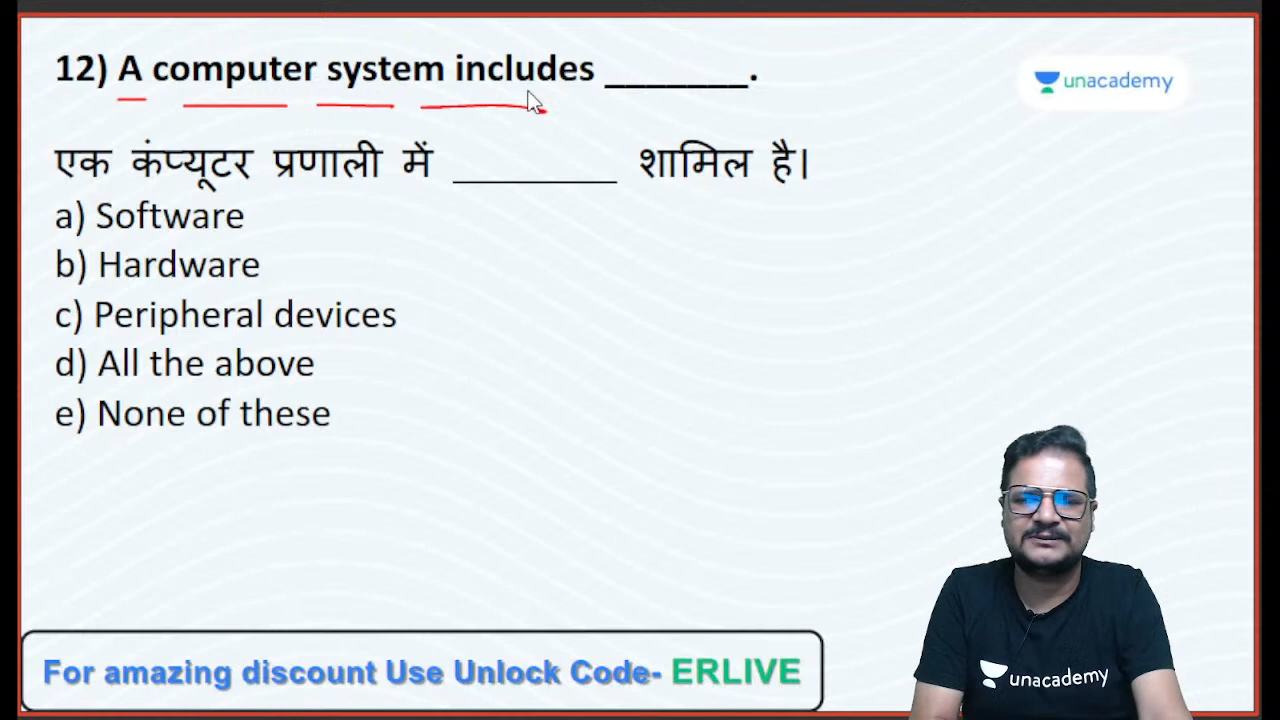 12) A computer system includes _______.
unacademy
एक कंप्यूटर प्रणाली में ________ शामिल है।
a) Software
b) Hardware
c) Peripheral devices
d) All the above
e) None of these
For amazing discount Use Unlock Code- ERLIVE
unacademy